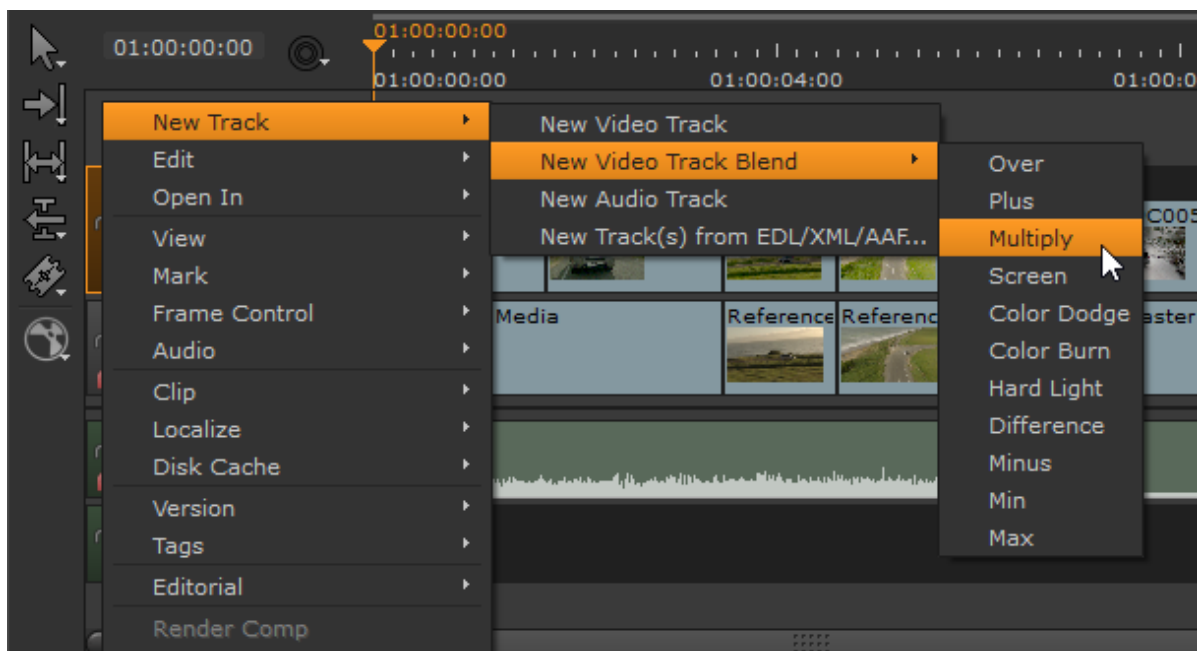 01:00:00:00
01:00:00:00
01:00:00:00
01:00:04:00
01:00:0
New Track
Edit
Open In
View
Mark
Frame Control
Audio
Clip
Localize
Disk Cache
Version
Tags
Editorial
Render Comp
New Video Track
New Video Track Blend
New Audio Track
New Track(s) from EDL/XML/AAF...
Over
Plus
Multiply
Screen
Color Dodge
Color Burn
Hard Light
Difference
Minus
Min
Max
C005
Media
Reference
Referenc
aster